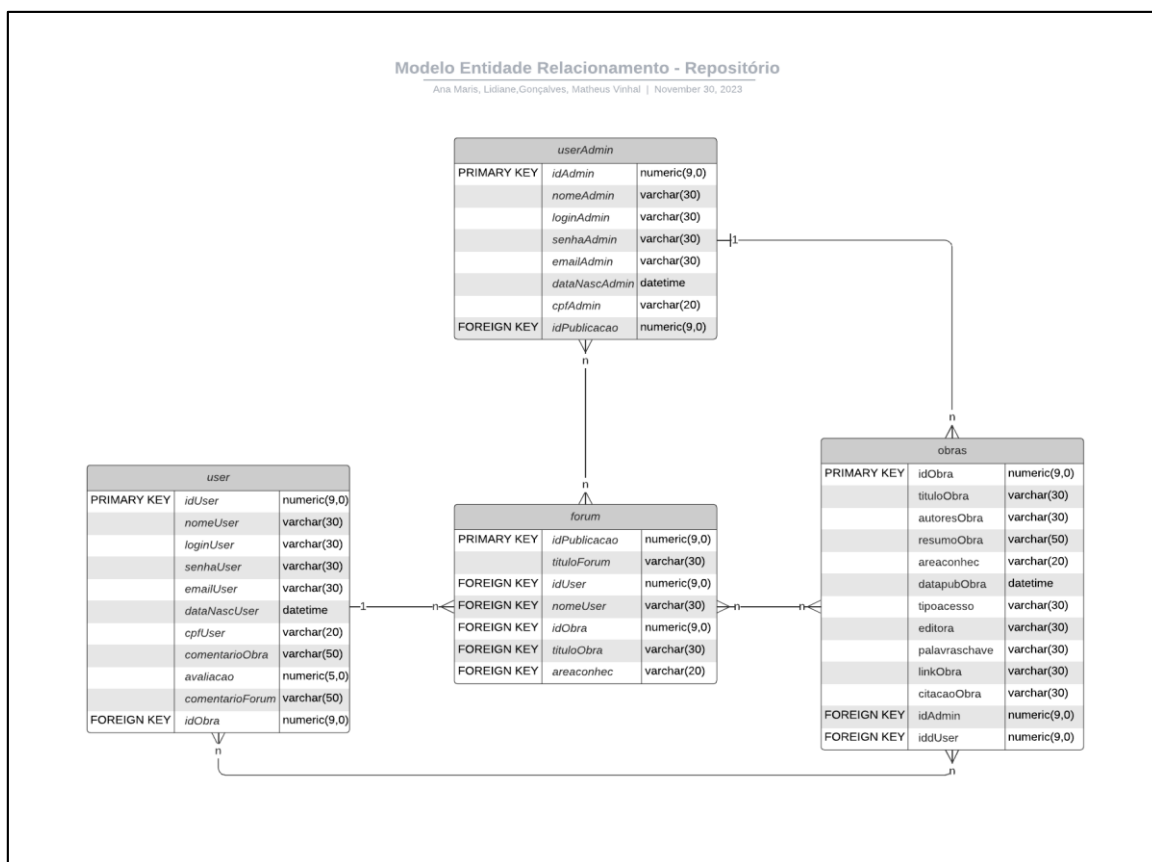 Modelo Entidade Relacionamento - Repositório
Ana Maris, Lidiane,Gonçalves, Matheus Vinhal | November 30, 2023
userAdmin
PRIMARY KEY idAdmin numeric(9,0)
nomeAdmin varchar(30)
loginAdmin varchar(30)
senhaAdmin varchar(30)
emailAdmin varchar(30)
dataNascAdmin datetime
cpfAdmin varchar(20)
FOREIGN KEY idPublicacao numeric(9,0)
1
n
n
n
user
PRIMARY KEY idUser numeric(9,0)
nomeUser varchar(30)
loginUser varchar(30)
senhaUser varchar(30)
emailUser varchar(30)
dataNascUser datetime
cpfUser varchar(20)
comentarioObra varchar(50)
avaliacao numeric(5,0)
comentarioForum varchar(50)
FOREIGN KEY idObra numeric(9,0)
1
n
forum
PRIMARY KEY idPublicacao numeric(9,0)
tituloForum varchar(30)
FOREIGN KEY idUser numeric(9,0)
FOREIGN KEY nomeUser varchar(30)
FOREIGN KEY idObra numeric(9,0)
FOREIGN KEY tituloObra varchar(30)
FOREIGN KEY areaconhec varchar(20)
n
n
obras
PRIMARY KEY idObra numeric(9,0)
tituloObra varchar(30)
autoresObra varchar(30)
resumoObra varchar(50)
areaconhec varchar(20)
datapubObra datetime
tipoacesso varchar(30)
editora varchar(30)
palavraschave varchar(30)
linkObra varchar(30)
citacaoObra varchar(30)
FOREIGN KEY idAdmin numeric(9,0)
FOREIGN KEY iddUser numeric(9,0)
n
n